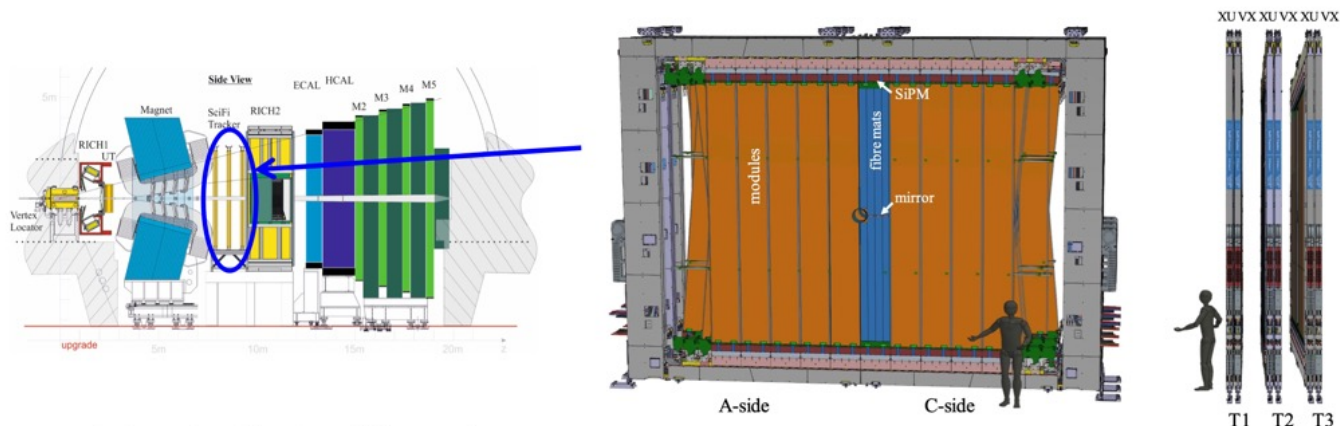 Side View
ECAL HCAL
M5
M4
M3
M2
Magnet
SciFi
Tracker
RICH2
RICH1
UT
5m
Vertex
Locator
upgrade
5m
10m
15m
20m
Z
SiPM
fibre mats
modules
mirror
A-side
C-side
XU VX XU VX XU VX
T1
T2
T3